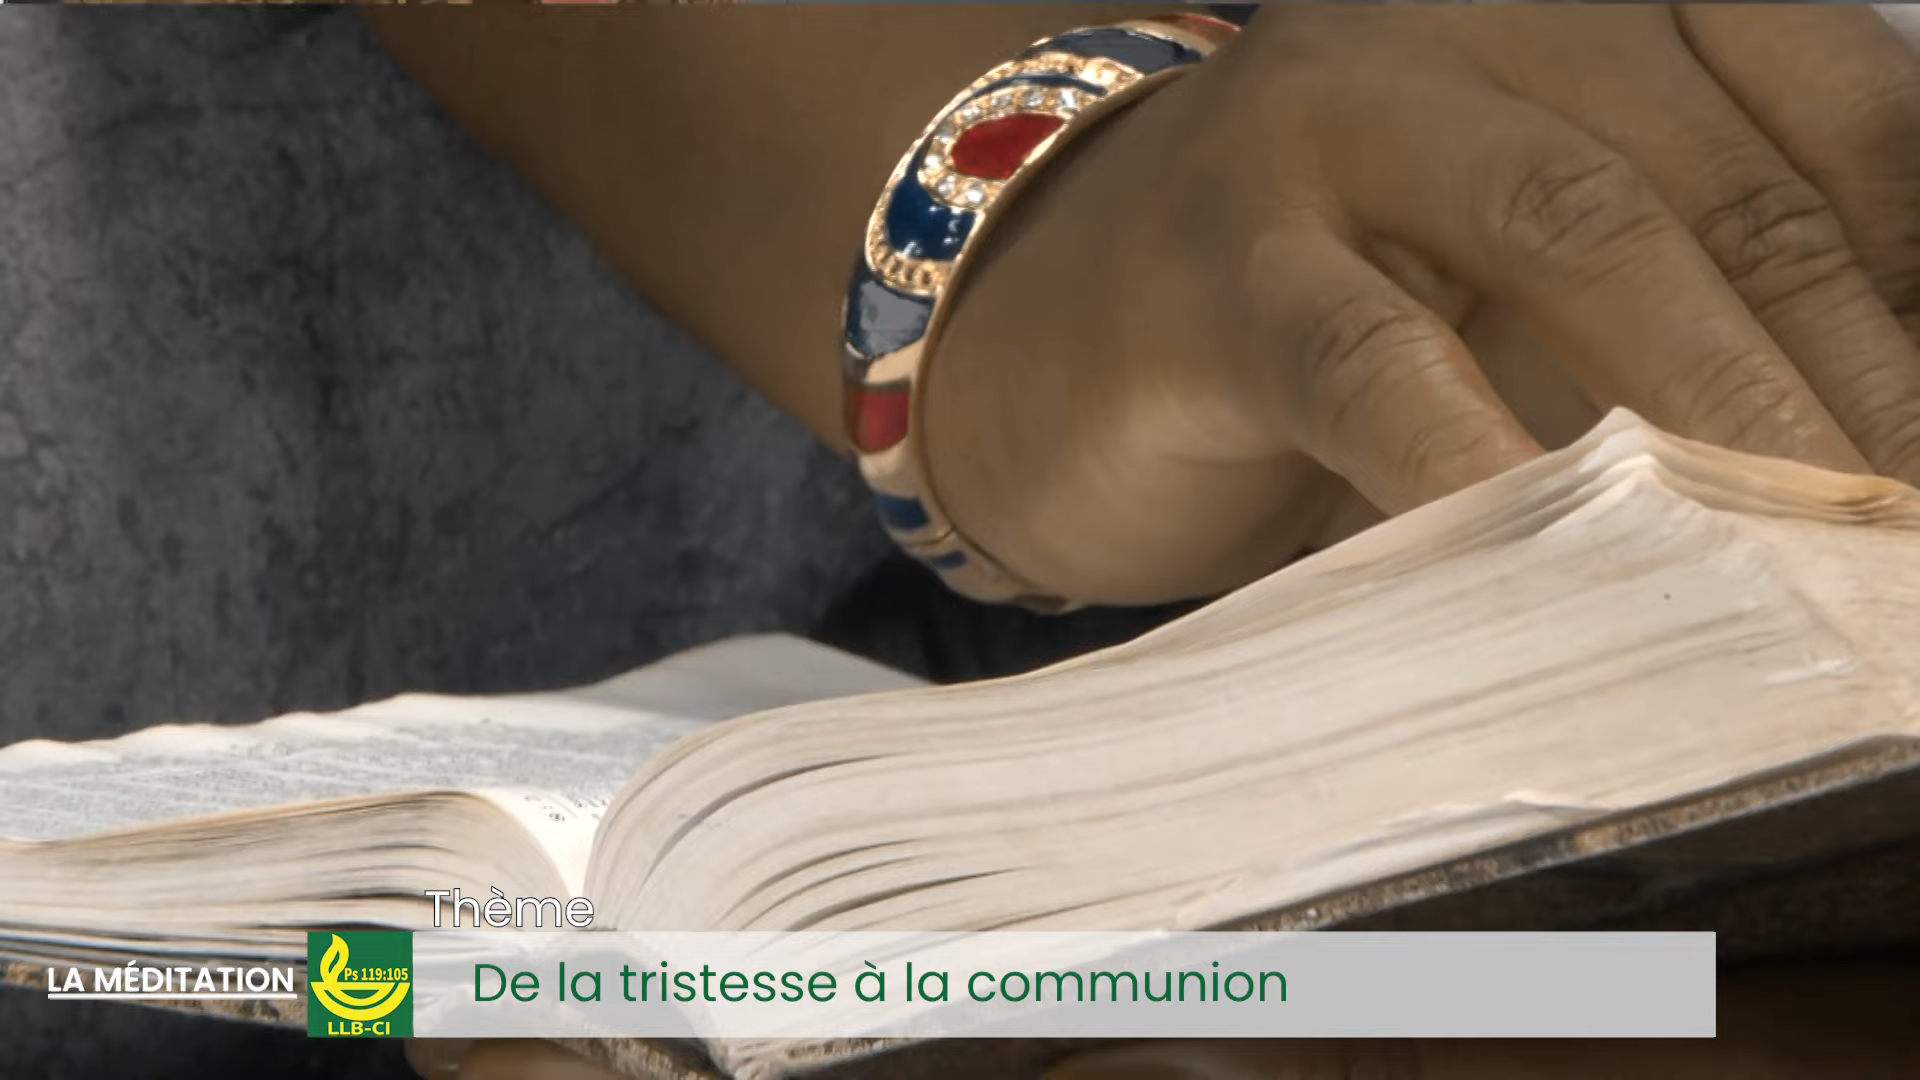 Thème
LA MÉDITATION
Ps 119:105
LLB-CI
De la tristesse à la communion